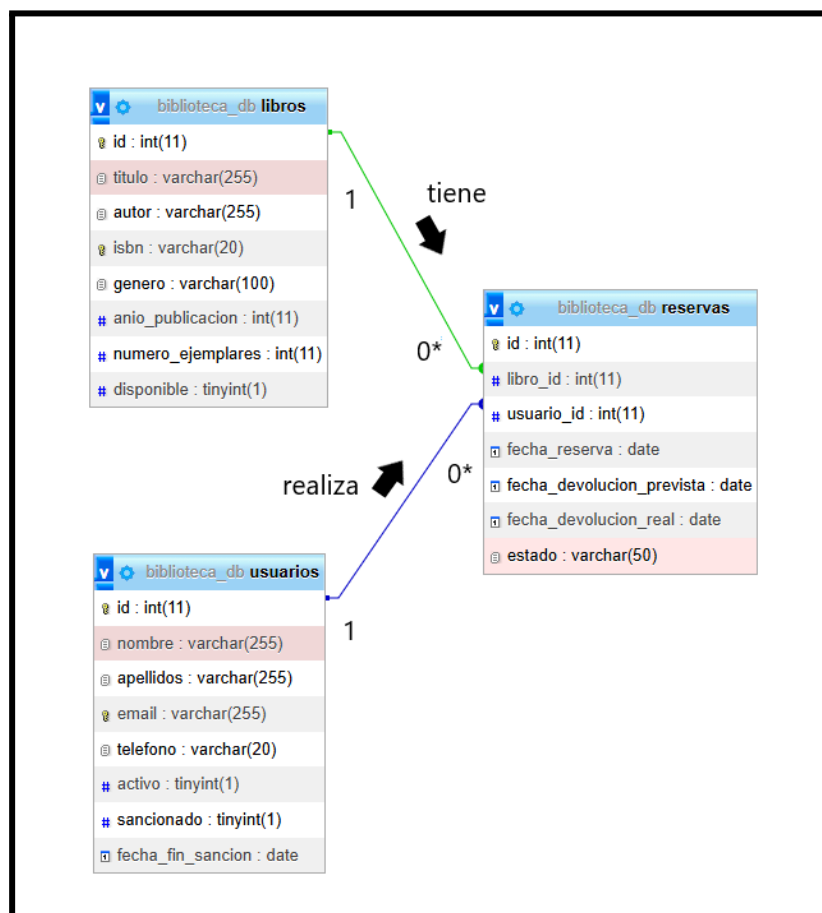 biblioteca_db libros
id : int(11)
titulo : varchar(255)
autor : varchar(255)
isbn : varchar(20)
genero : varchar(100)
anio_publicacion : int(11)
numero_ejemplares : int(11)
disponible : tinyint(1)
1
tiene
0*
biblioteca_db reservas
id : int(11)
libro_id : int(11)
usuario_id : int(11)
fecha_reserva : date
fecha_devolucion_prevista : date
fecha_devolucion_real : date
estado : varchar(50)
realiza
0*
1
biblioteca_db usuarios
id : int(11)
nombre : varchar(255)
apellidos : varchar(255)
email : varchar(255)
telefono : varchar(20)
activo : tinyint(1)
sancionado : tinyint(1)
fecha_fin_sancion : date